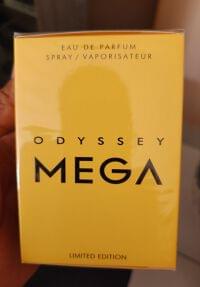 EAU DE PARFUM
SPRAY / VAPORISATEUR
ODYSSEY
MEGA
LIMITED EDITION